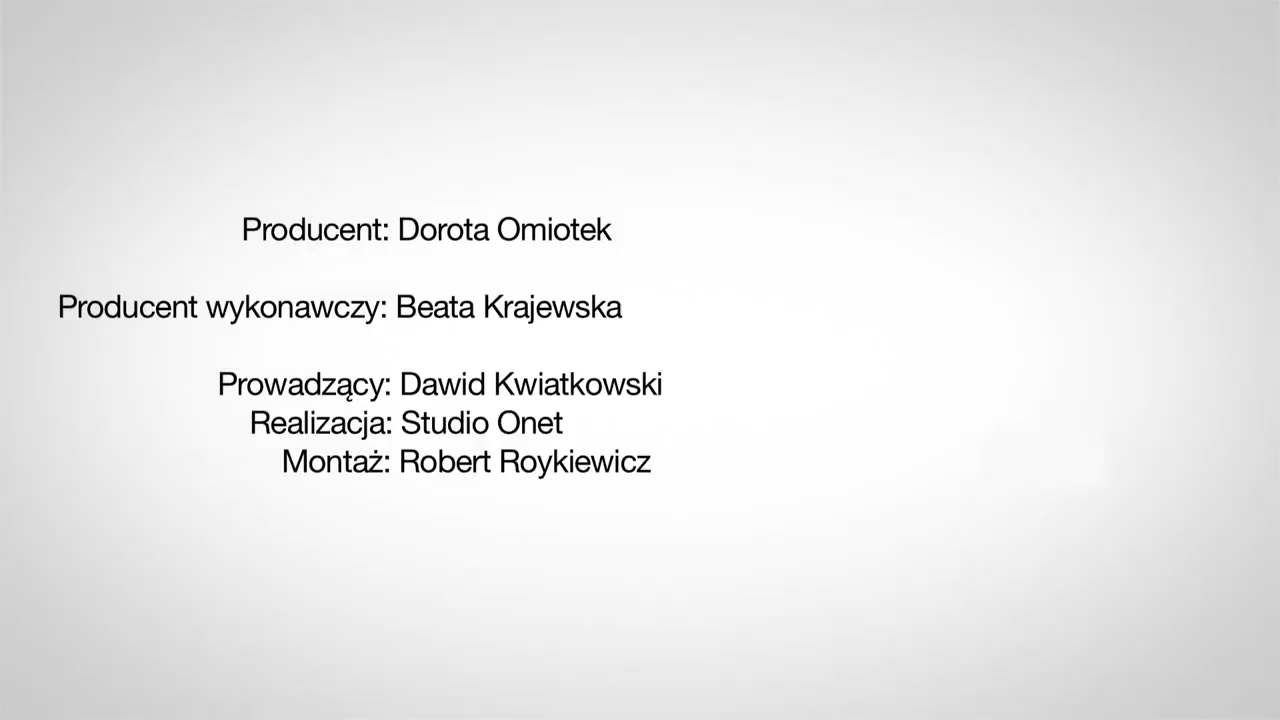 Producent: Dorota Omiotek
Producent wykonawczy: Beata Krajewska
Prowadzący: Dawid Kwiatkowski
Realizacja: Studio Onet
Montaż: Robert Roykiewicz